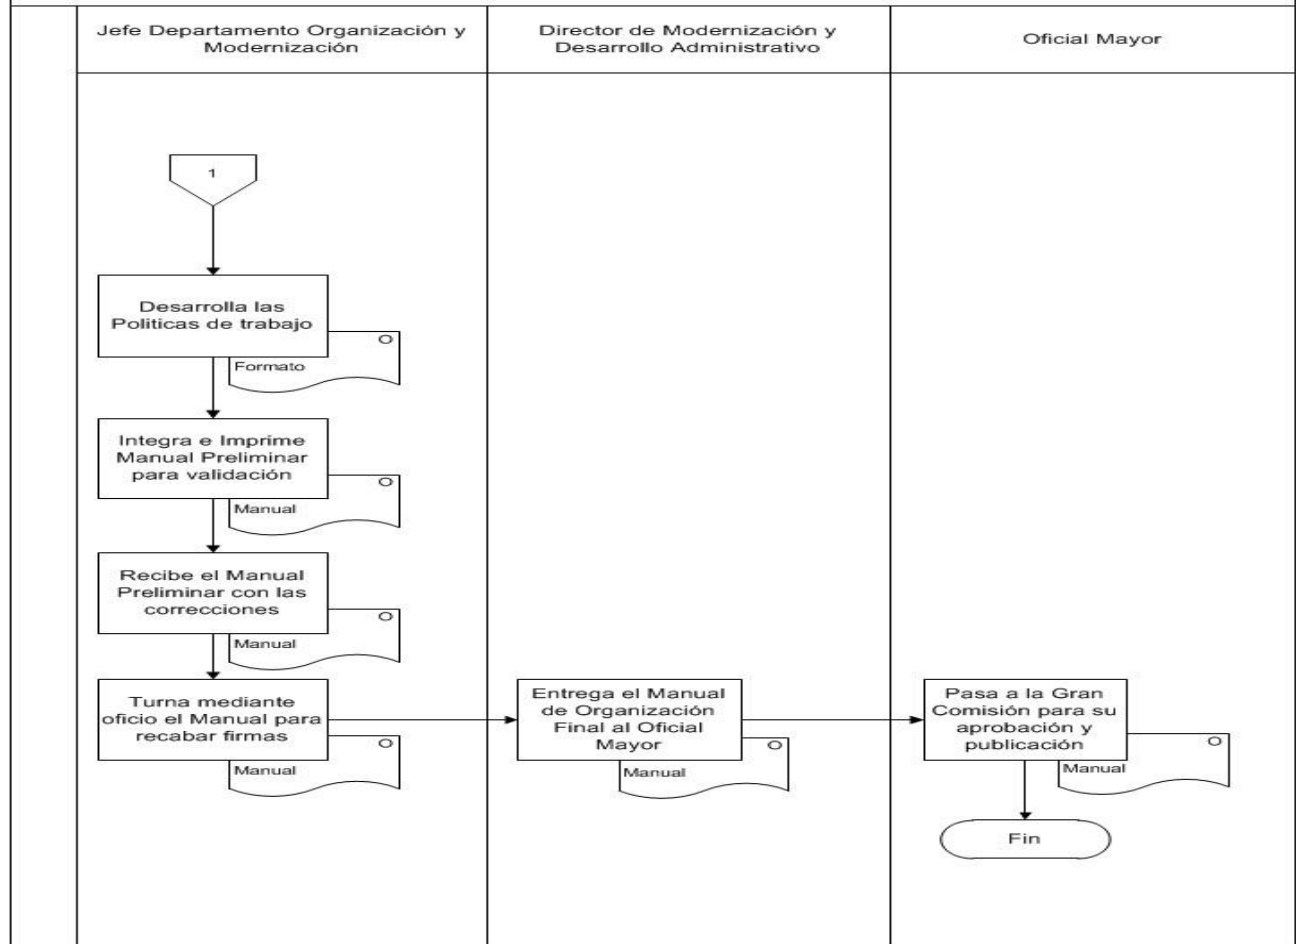 Jefe Departamento Organización y
Modernización
Director de Modernización y
Desarrollo Administrativo
Oficial Mayor
1
Desarrolla las
Politicas de trabajo
Formato
Integra e Imprime
Manual Preliminar
para validación
Manual
Recibe el Manual
Preliminar con las
correcciones
Manual
Turna mediante
oficio el Manual para
recabar firmas
Manual
Entrega el Manual
de Organización
Final al Oficial
Mayor
Manual
Pasa a la Gran
Comisión para su
aprobación y
publicación
Manual
Fin